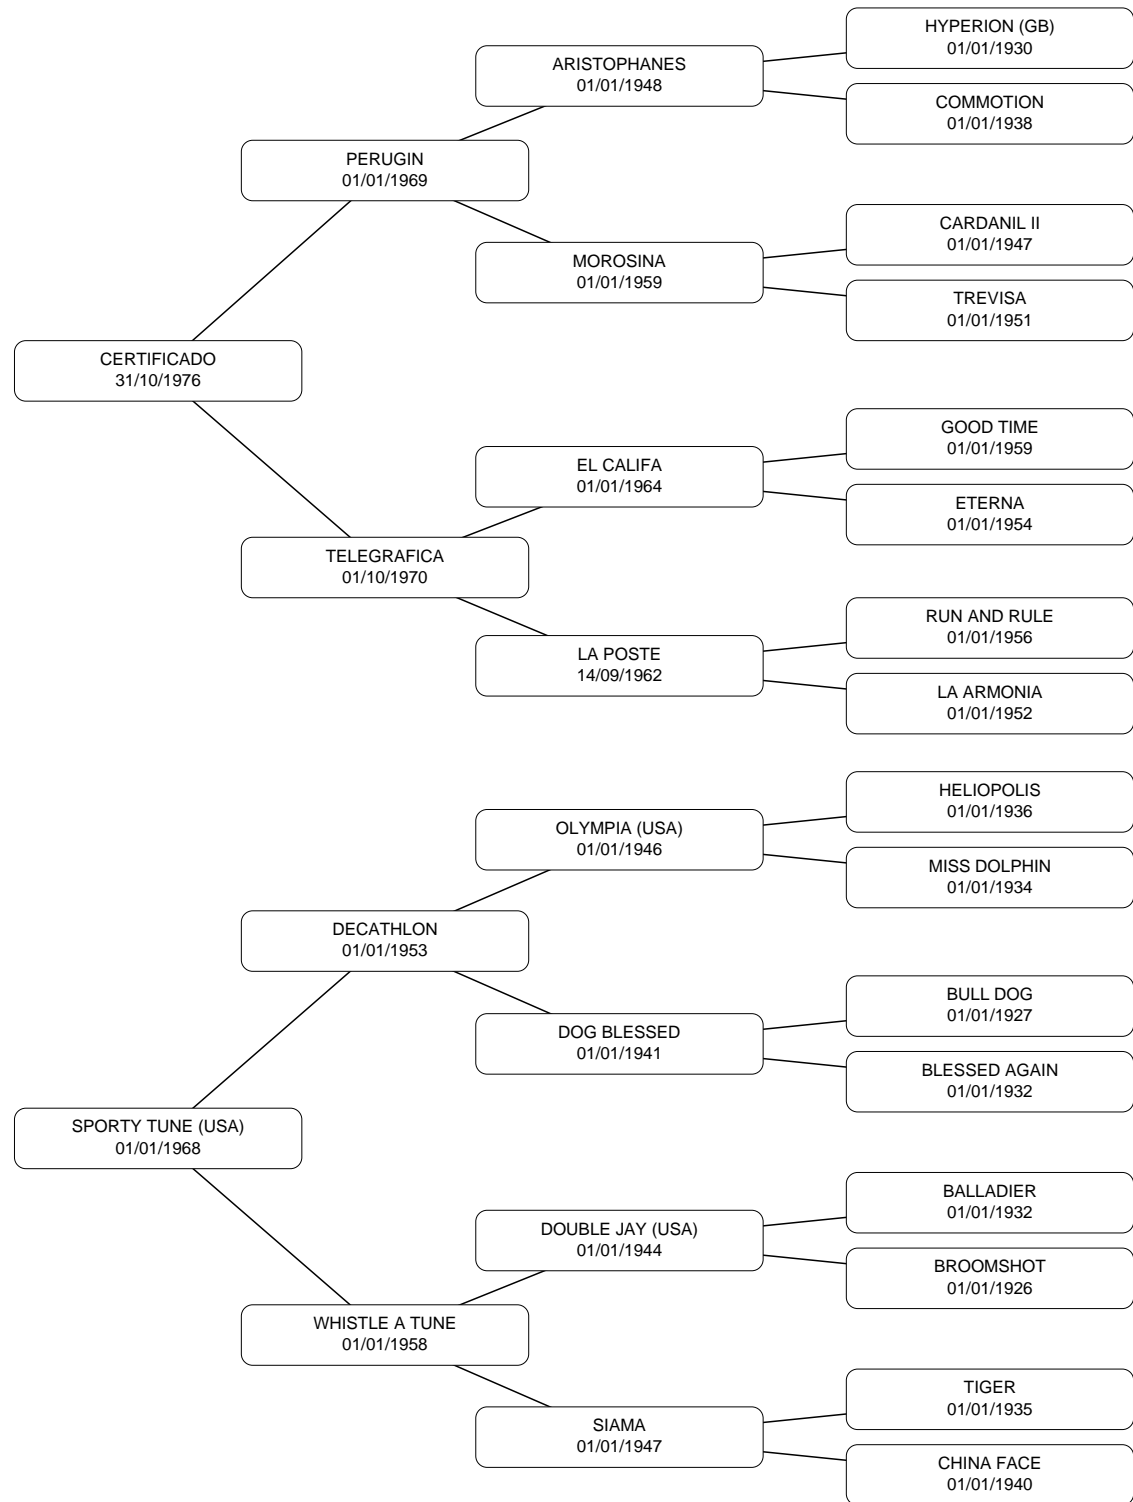 HYPERION (GB)
01/01/1930
ARISTOPHANES
01/01/1948
COMMOTION
01/01/1938
PERUGIN
01/01/1969
CARDANIL II
01/01/1947
MOROSINA
01/01/1959
TREVISA
01/01/1951
CERTIFICADO
31/10/1976
GOOD TIME
01/01/1959
EL CALIFA
01/01/1964
ETERNA
01/01/1954
TELEGRAFICA
01/10/1970
RUN AND RULE
01/01/1956
LA POSTE
14/09/1962
LA ARMONIA
01/01/1952
HELIOPOLIS
01/01/1936
OLYMPIA (USA)
01/01/1946
MISS DOLPHIN
01/01/1934
DECATHLON
01/01/1953
BULL DOG
01/01/1927
DOG BLESSED
01/01/1941
BLESSED AGAIN
01/01/1932
SPORTY TUNE (USA)
01/01/1968
BALLADIER
01/01/1932
DOUBLE JAY (USA)
01/01/1944
BROOMSHOT
01/01/1926
WHISTLE A TUNE
01/01/1958
TIGER
01/01/1935
SIAMA
01/01/1947
CHINA FACE
01/01/1940